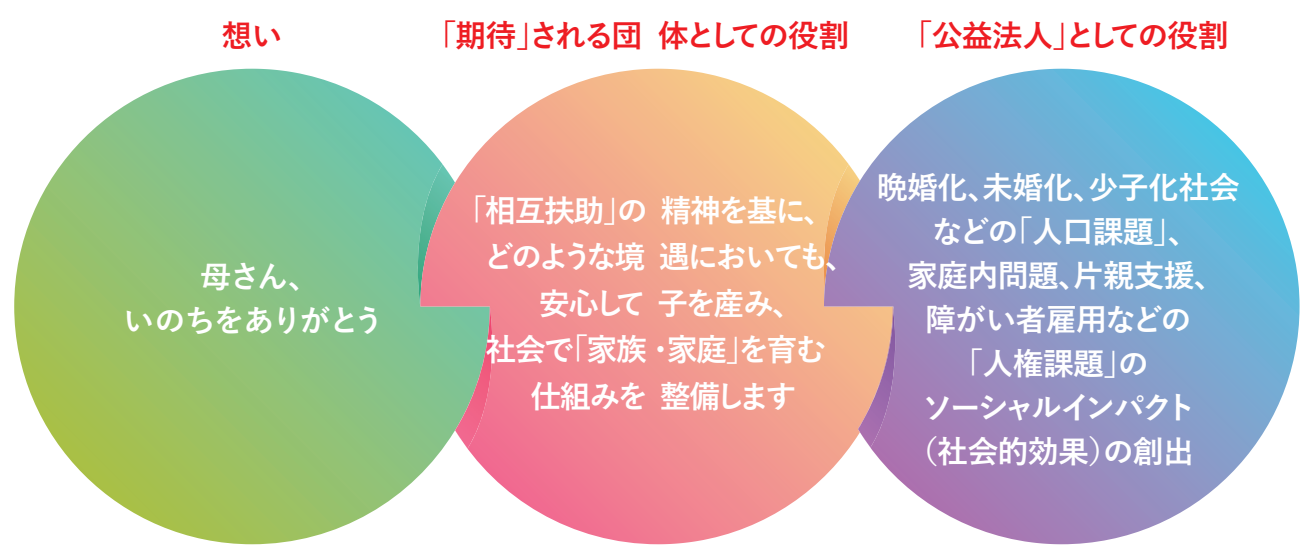 想い
母さん、
いのちをありがとう
「期待」される団 体としての役割
「相互扶助」の 精神を基に、
どのような境 遇においても、
安心して 子を産み、
社会で「家族 ・家庭」を育む
仕組みを 整備します
「公益法人」としての役割
晩婚化、未婚化、少子化社会
などの「人口課題」、
家庭内問題、片親支援、
障がい者雇用などの
「人権課題」の
ソーシャルインパクト
(社会的効果)の創出